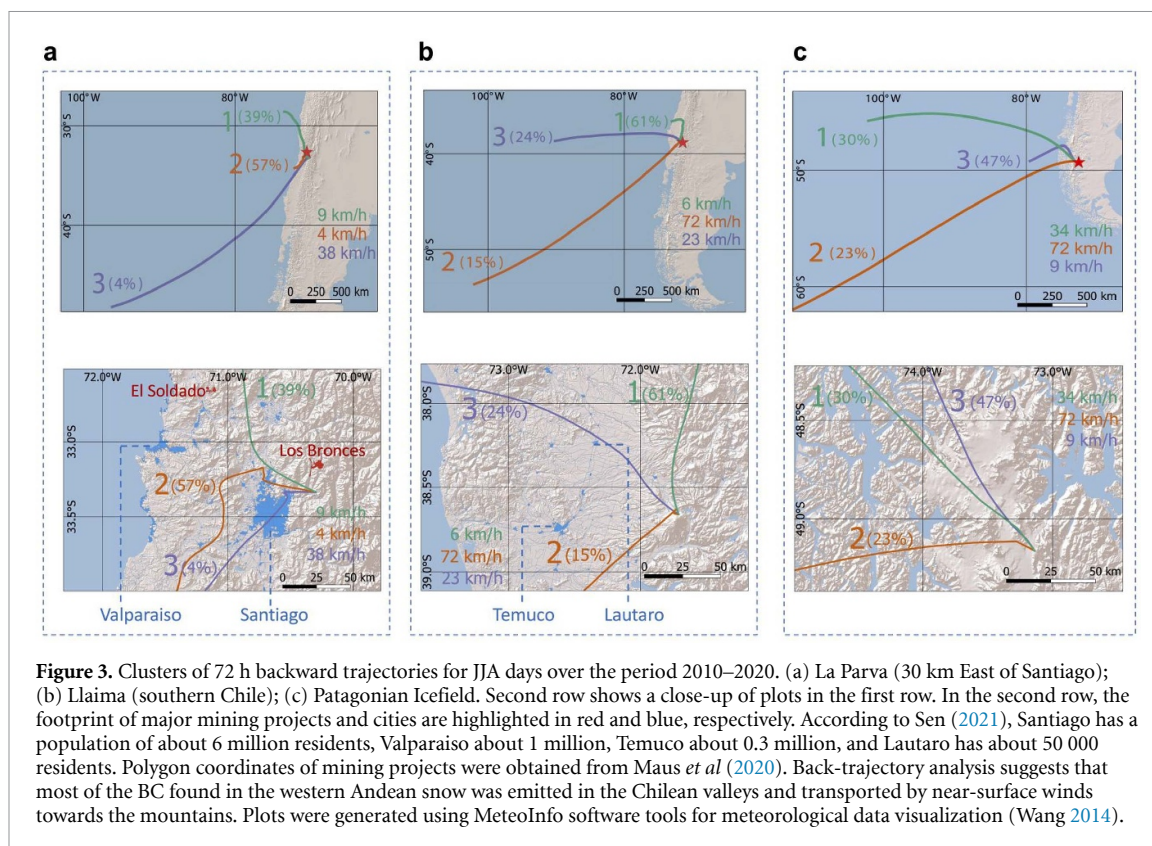 a
b
c
100°W
80°W
30°S
40°S
1 (39%)
2 (57%)
3 (4%)
9 km/h
4 km/h
38 km/h
0 250 500 km
100°W
80°W
40°S
50°S
1 (61%)
3 (24%)
2 (15%)
6 km/h
72 km/h
23 km/h
0 250 500 km
100°W
80°W
50°S
60°S
1 (30%)
3 (47%)
2 (23%)
34 km/h
72 km/h
9 km/h
0 250 500 km
72.0°W
71.0°W
70.0°W
33.0°S
33.5°S
El Soldado
1 (39%)
Los Bronces
2 (57%)
3 (4%)
9 km/h
4 km/h
38 km/h
0 25 50 km
Valparaiso
Santiago
73.0°W
72.0°W
38.0°S
38.5°S
39.0°S
3 (24%)
1 (61%)
2 (15%)
6 km/h
72 km/h
23 km/h
0 25 50 km
Temuco
Lautaro
74.0°W
73.0°W
48.5°S
49.0°S
1 (30%)
3 (47%)
2 (23%)
34 km/h
72 km/h
9 km/h
0 25 50 km
Figure 3. Clusters of 72 h backward trajectories for JJA days over the period 2010–2020. (a) La Parva (30 km East of Santiago);
(b) Llaima (southern Chile); (c) Patagonian Icefield. Second row shows a close-up of plots in the first row. In the second row, the
footprint of major mining projects and cities are highlighted in red and blue, respectively. According to Sen (2021), Santiago has a
population of about 6 million residents, Valparaiso about 1 million, Temuco about 0.3 million, and Lautaro has about 50 000
residents. Polygon coordinates of mining projects were obtained from Maus et al (2020). Back-trajectory analysis suggests that
most of the BC found in the western Andean snow was emitted in the Chilean valleys and transported by near-surface winds
towards the mountains. Plots were generated using MeteoInfo software tools for meteorological data visualization (Wang 2014).